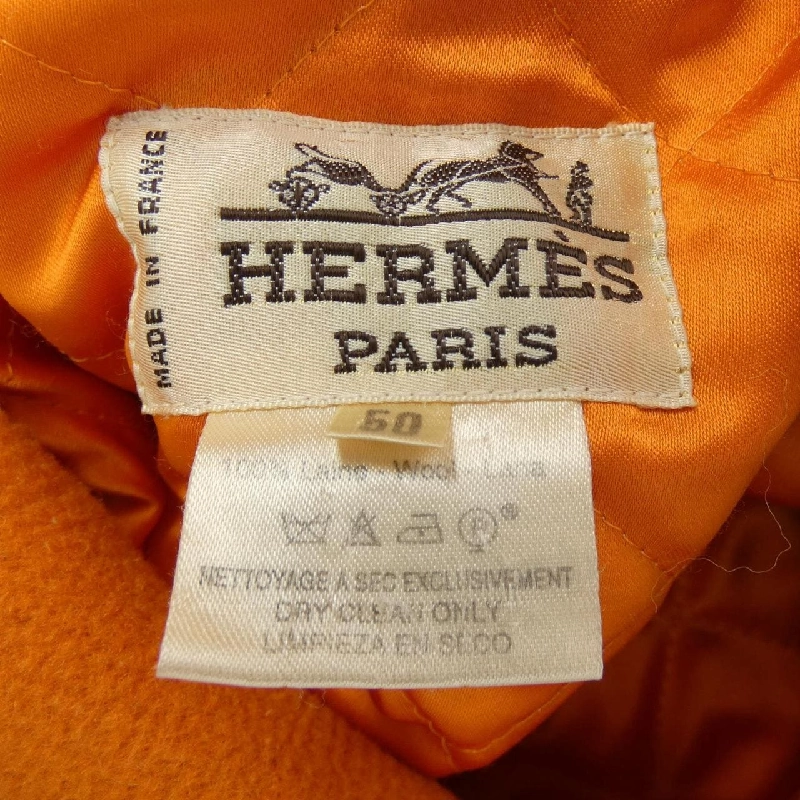 MADE IN FRANCE
HERMÈS
PARIS
50
100% Laine Wool Lana
P
NETTOYAGE A SEC EXCLUSIVEMENT
DRY CLEAN ONLY
LIMPIEZA EN SECO